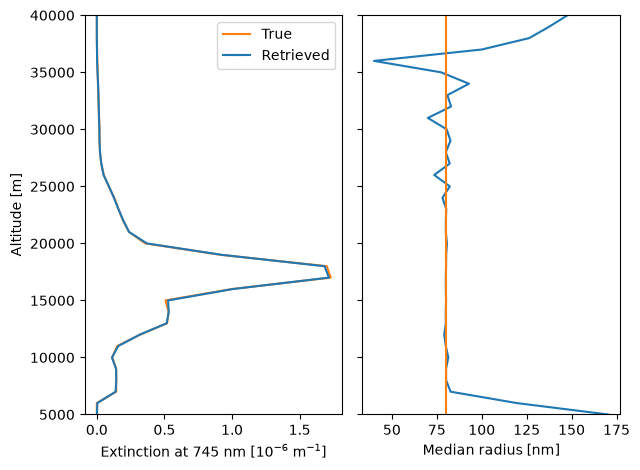 True
Retrieved
40000
35000
30000
25000
20000
15000
10000
5000
Altitude [m]
0.0 0.5 1.0 1.5
50 75 100 125 150 175
Extinction at 745 nm [10⁻⁶ m⁻¹]
Median radius [nm]